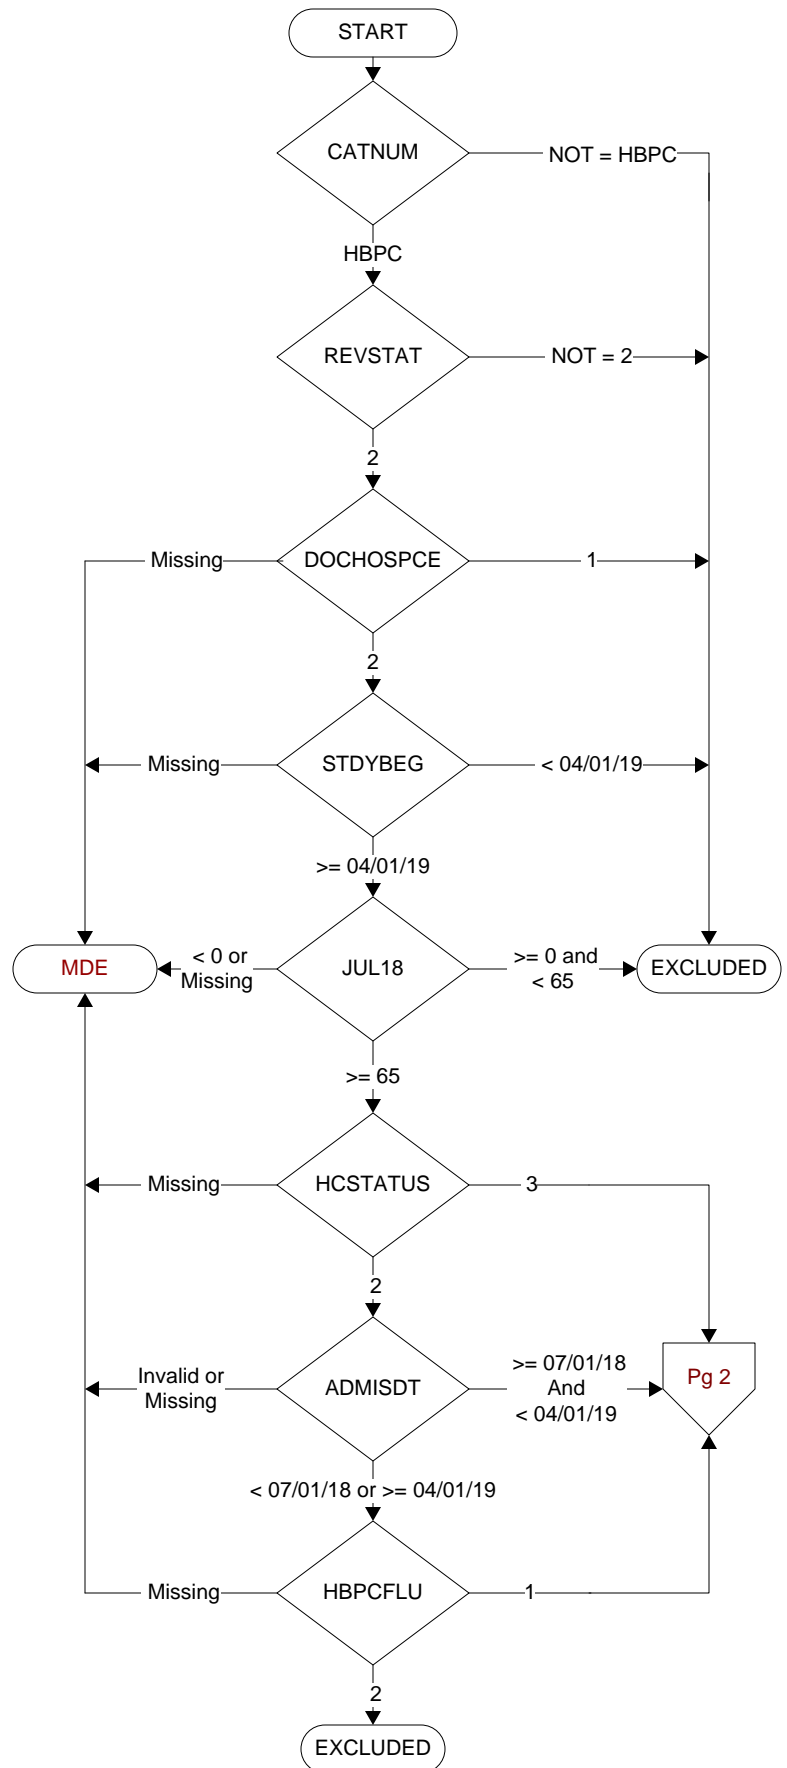 START
CATNUM
NOT = HBPC
HBPC
REVSTAT
NOT = 2
2
Missing
DOCHOSPCE
1
2
Missing
STDYBEG
< 04/01/19
>= 04/01/19
MDE
< 0 or
Missing
JUL18
>= 0 and
< 65
EXCLUDED
>= 65
Missing
HCSTATUS
3
2
Invalid or
Missing
ADMISDT
>= 07/01/18
And
< 04/01/19
Pg 2
< 07/01/18 or >= 04/01/19
Missing
HBPCFLU
1
2
EXCLUDED